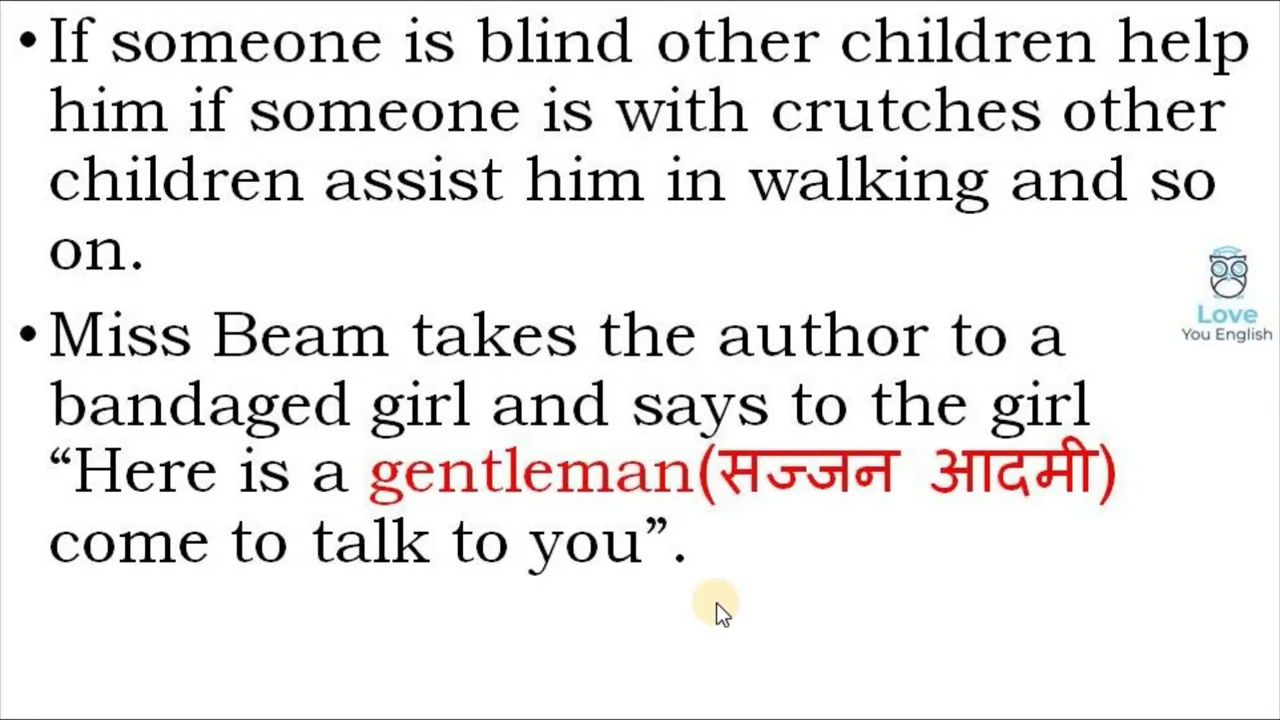 •If someone is blind other children help
him if someone is with crutches other
children assist him in walking and so
on.
•Miss Beam takes the author to a
bandaged girl and says to the girl
“Here is a gentleman(सज्जन आदमी)
come to talk to you”.
Love
You English